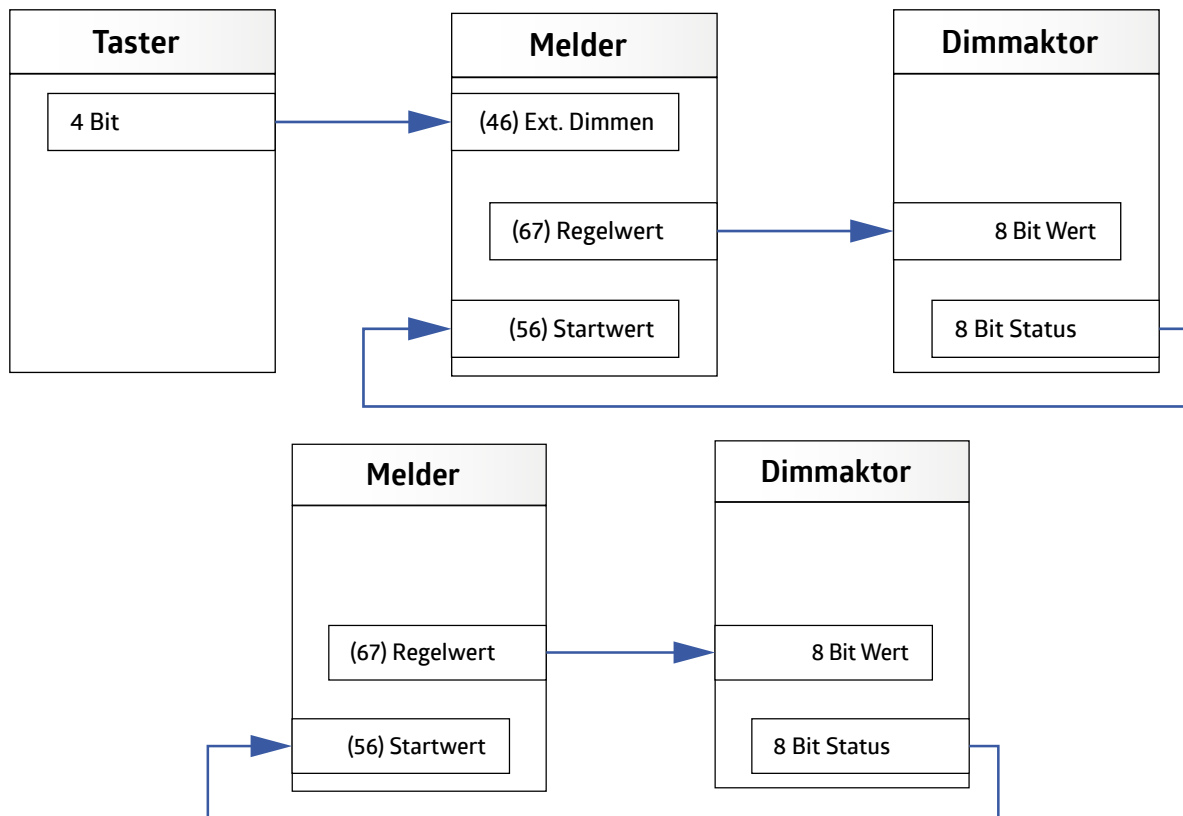 Taster
Melder
Dimmaktor
4 Bit
(46) Ext. Dimmen
(67) Regelwert
8 Bit Wert
(56) Startwert
8 Bit Status
Melder
Dimmaktor
(67) Regelwert
8 Bit Wert
(56) Startwert
8 Bit Status